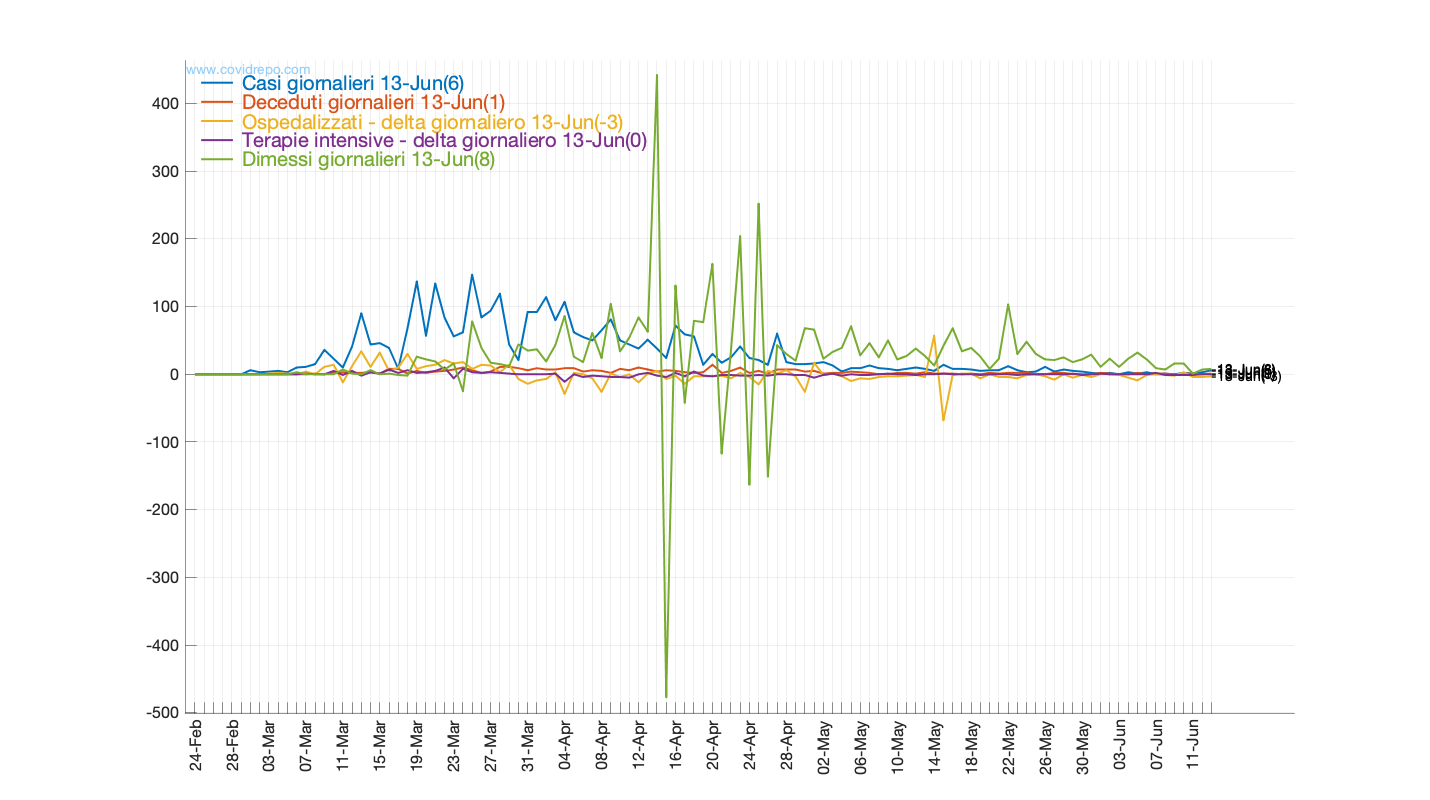 www.covidrepo.com
Casi giornalieri 13-Jun(6)
Deceduti giornalieri 13-Jun(1)
Ospedalizzati - delta giornaliero 13-Jun(-3)
Terapie intensive - delta giornaliero 13-Jun(0)
Dimessi giornalieri 13-Jun(8)
400
300
200
100
0
-100
-200
-300
-400
-500
24-Feb
28-Feb
03-Mar
07-Mar
11-Mar
15-Mar
19-Mar
23-Mar
27-Mar
31-Mar
04-Apr
08-Apr
12-Apr
16-Apr
20-Apr
24-Apr
28-Apr
02-May
06-May
10-May
14-May
18-May
22-May
26-May
30-May
03-Jun
07-Jun
11-Jun